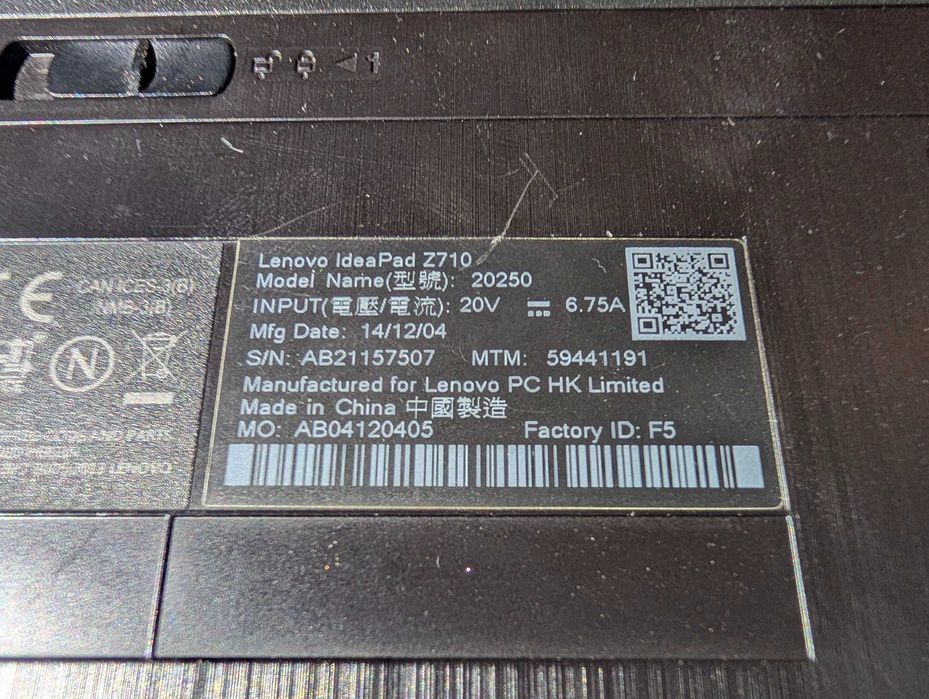 1
CAN ICES-3(B)
NMB-3(B)
N
LENOVO
Lenovo IdeaPad Z710
Model Name(型號): 20250
INPUT(電壓/電流): 20V ⎓ 6.75A
Mfg Date: 14/12/04
S/N: AB21157507 MTM: 59441191
Manufactured for Lenovo PC HK Limited
Made in China 中國製造
MO: AB04120405 Factory ID: F5